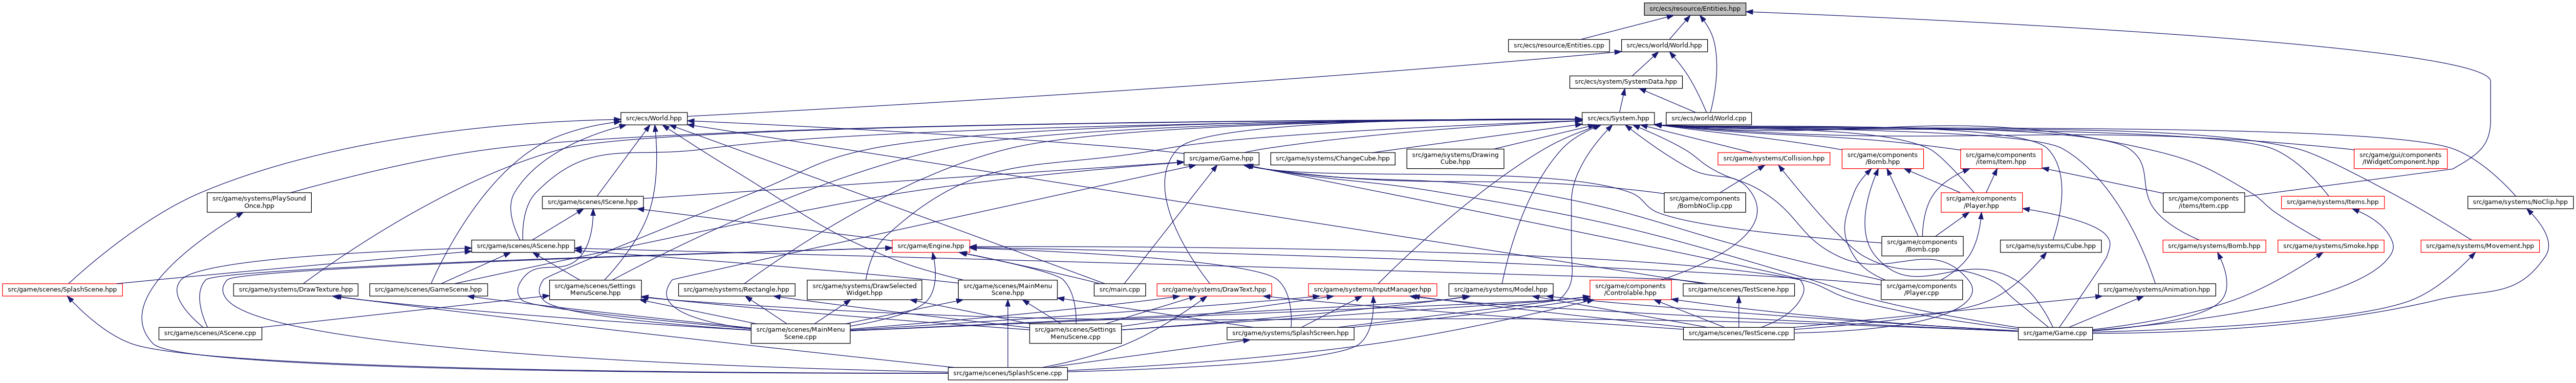 src/ecs/resource/Entities.hpp
src/ecs/resource/Entities.cpp
src/ecs/world/World.hpp
src/ecs/system/SystemData.hpp
src/ecs/World.hpp
src/ecs/System.hpp
src/ecs/world/World.cpp
src/game/Game.hpp
src/game/systems/ChangeCube.hpp
src/game/systems/Drawing
Cube.hpp
src/game/systems/Collision.hpp
src/game/components
/Bomb.hpp
src/game/components
/items/Item.hpp
src/game/gui/components
/IWidgetComponent.hpp
src/game/systems/PlaySound
Once.hpp
src/game/scenes/IScene.hpp
src/game/components
/BombNoClip.cpp
src/game/components
/Player.hpp
src/game/components
/items/Item.cpp
src/game/systems/Items.hpp
src/game/systems/NoClip.hpp
src/game/scenes/AScene.hpp
src/game/Engine.hpp
src/game/components
/Bomb.cpp
src/game/systems/Cube.hpp
src/game/systems/Bomb.hpp
src/game/systems/Smoke.hpp
src/game/systems/Movement.hpp
src/game/scenes/SplashScene.hpp
src/game/systems/DrawTexture.hpp
src/game/scenes/GameScene.hpp
src/game/scenes/Settings
MenuScene.hpp
src/game/systems/Rectangle.hpp
src/game/systems/DrawSelected
Widget.hpp
src/game/scenes/MainMenu
Scene.hpp
src/main.cpp
src/game/systems/DrawText.hpp
src/game/systems/InputManager.hpp
src/game/systems/Model.hpp
src/game/components
/Controlable.hpp
src/game/scenes/TestScene.hpp
src/game/components
/Player.cpp
src/game/systems/Animation.hpp
src/game/scenes/AScene.cpp
src/game/scenes/MainMenu
Scene.cpp
src/game/scenes/Settings
MenuScene.cpp
src/game/systems/SplashScreen.hpp
src/game/scenes/TestScene.cpp
src/game/Game.cpp
src/game/scenes/SplashScene.cpp